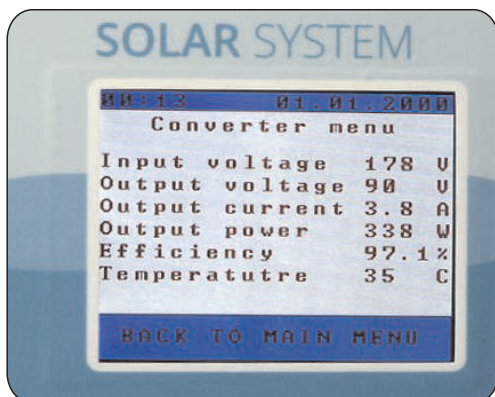 SOLAR SYSTEM
00:13 01.01.2000
Converter menu
Input voltage 178 V
Output voltage 90 V
Output current 3.8 A
Output power 338 W
Efficiency 97.1%
Temperatutre 35 C
BACK TO MAIN MENU